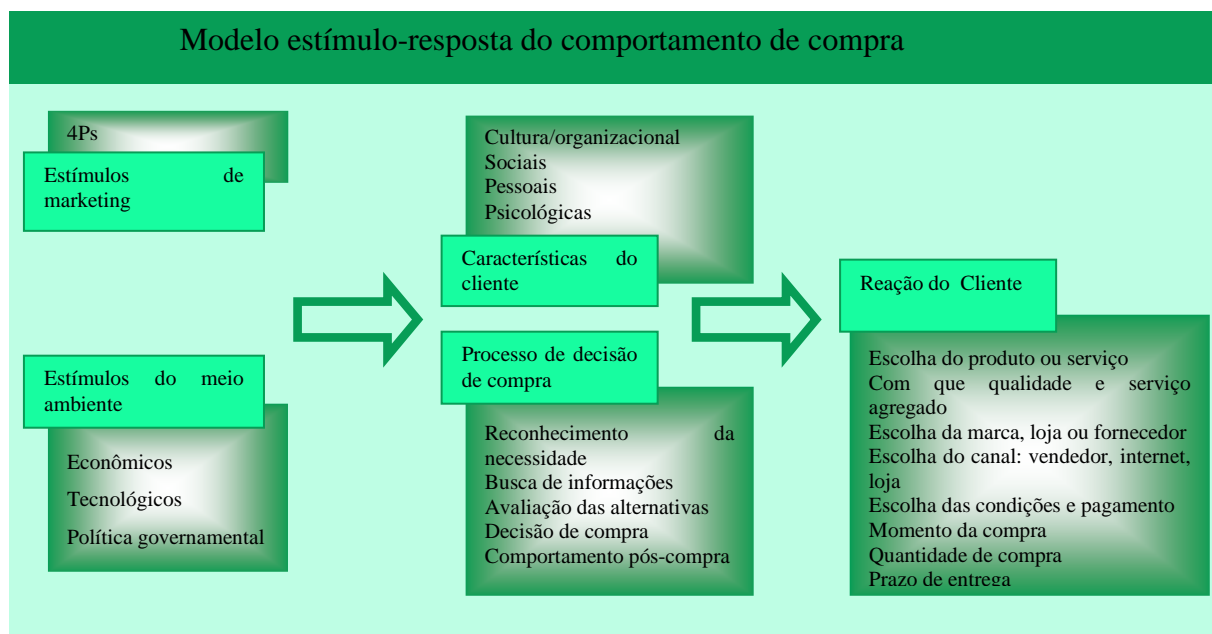 Modelo estímulo-resposta do comportamento de compra
4Ps
Estímulos de
marketing
Estímulos do meio
ambiente
Econômicos
Tecnológicos
Política governamental
Cultura/organizacional
Sociais
Pessoais
Psicológicas
Características do
cliente
Processo de decisão
de compra
Reconhecimento da
necessidade
Busca de informações
Avaliação das alternativas
Decisão de compra
Comportamento pós-compra
Reação do Cliente
Escolha do produto ou serviço
Com que qualidade e serviço
agregado
Escolha da marca, loja ou fornecedor
Escolha do canal: vendedor, internet,
loja
Escolha das condições e pagamento
Momento da compra
Quantidade de compra
Prazo de entrega